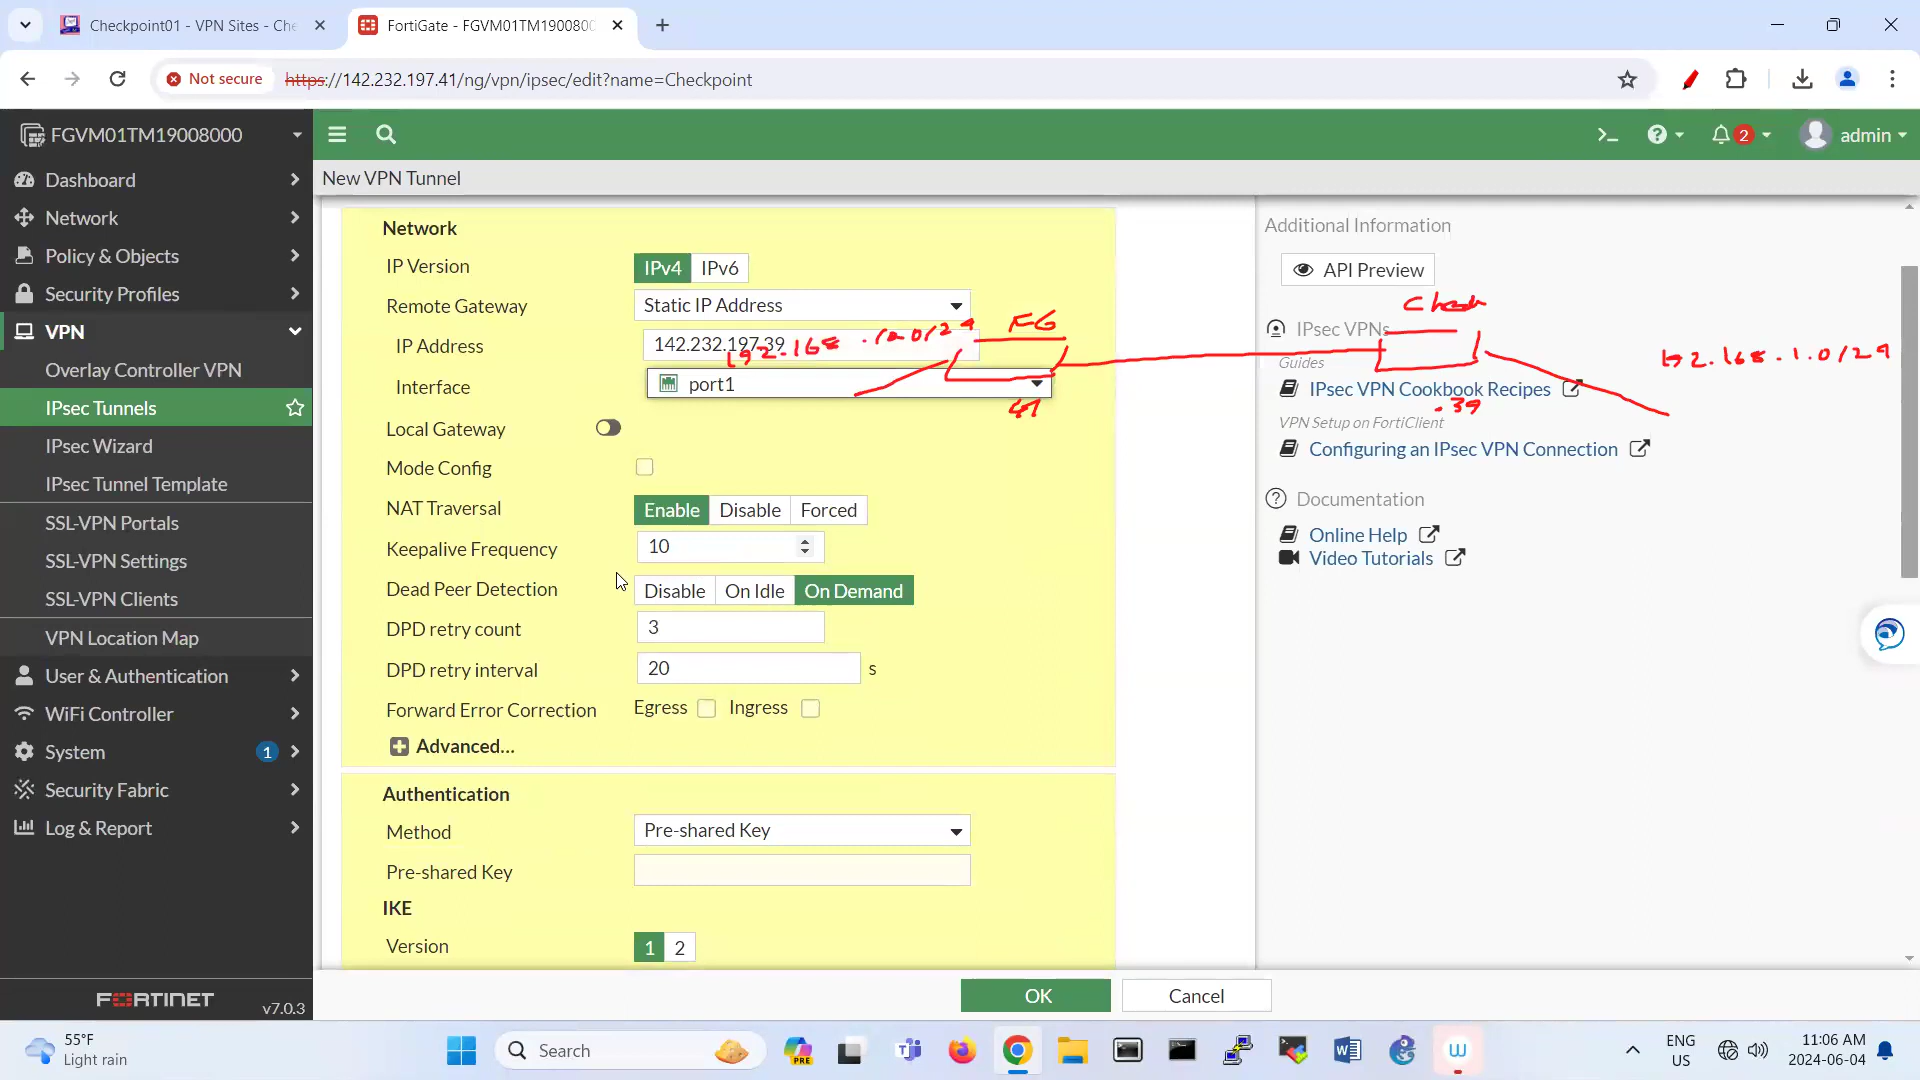 Checkpoint01 - VPN Sites - Che
FortiGate - FGVM01TM1900800
Not secure
https://142.232.197.41/ng/vpn/ipsec/edit?name=Checkpoint
FGVM01TM19008000
2
admin
New VPN Tunnel
Dashboard
Network
Policy & Objects
Security Profiles
VPN
Overlay Controller VPN
IPsec Tunnels
IPsec Wizard
IPsec Tunnel Template
SSL-VPN Portals
SSL-VPN Settings
SSL-VPN Clients
VPN Location Map
User & Authentication
WiFi Controller
System
1
Security Fabric
Log & Report
FORTINET
v7.0.3
Network
IP Version
IPv4 IPv6
Remote Gateway
Static IP Address
IP Address
142.232.197.39
Interface
port1
Local Gateway
Mode Config
NAT Traversal
Enable Disable Forced
Keepalive Frequency
10
Dead Peer Detection
Disable On Idle On Demand
DPD retry count
3
DPD retry interval
20 s
Forward Error Correction
Egress Ingress
Advanced...
Authentication
Method
Pre-shared Key
Pre-shared Key
IKE
Version
1 2
OK Cancel
192.168.10.0/24
FG
41
Check
.39
192.168.1.0/24
Additional Information
API Preview
IPsec VPNs
Guides
IPsec VPN Cookbook Recipes
VPN Setup on FortiClient
Configuring an IPsec VPN Connection
Documentation
Online Help
Video Tutorials
55°F
Light rain
Search
PRE
ENG
US
11:06 AM
2024-06-04